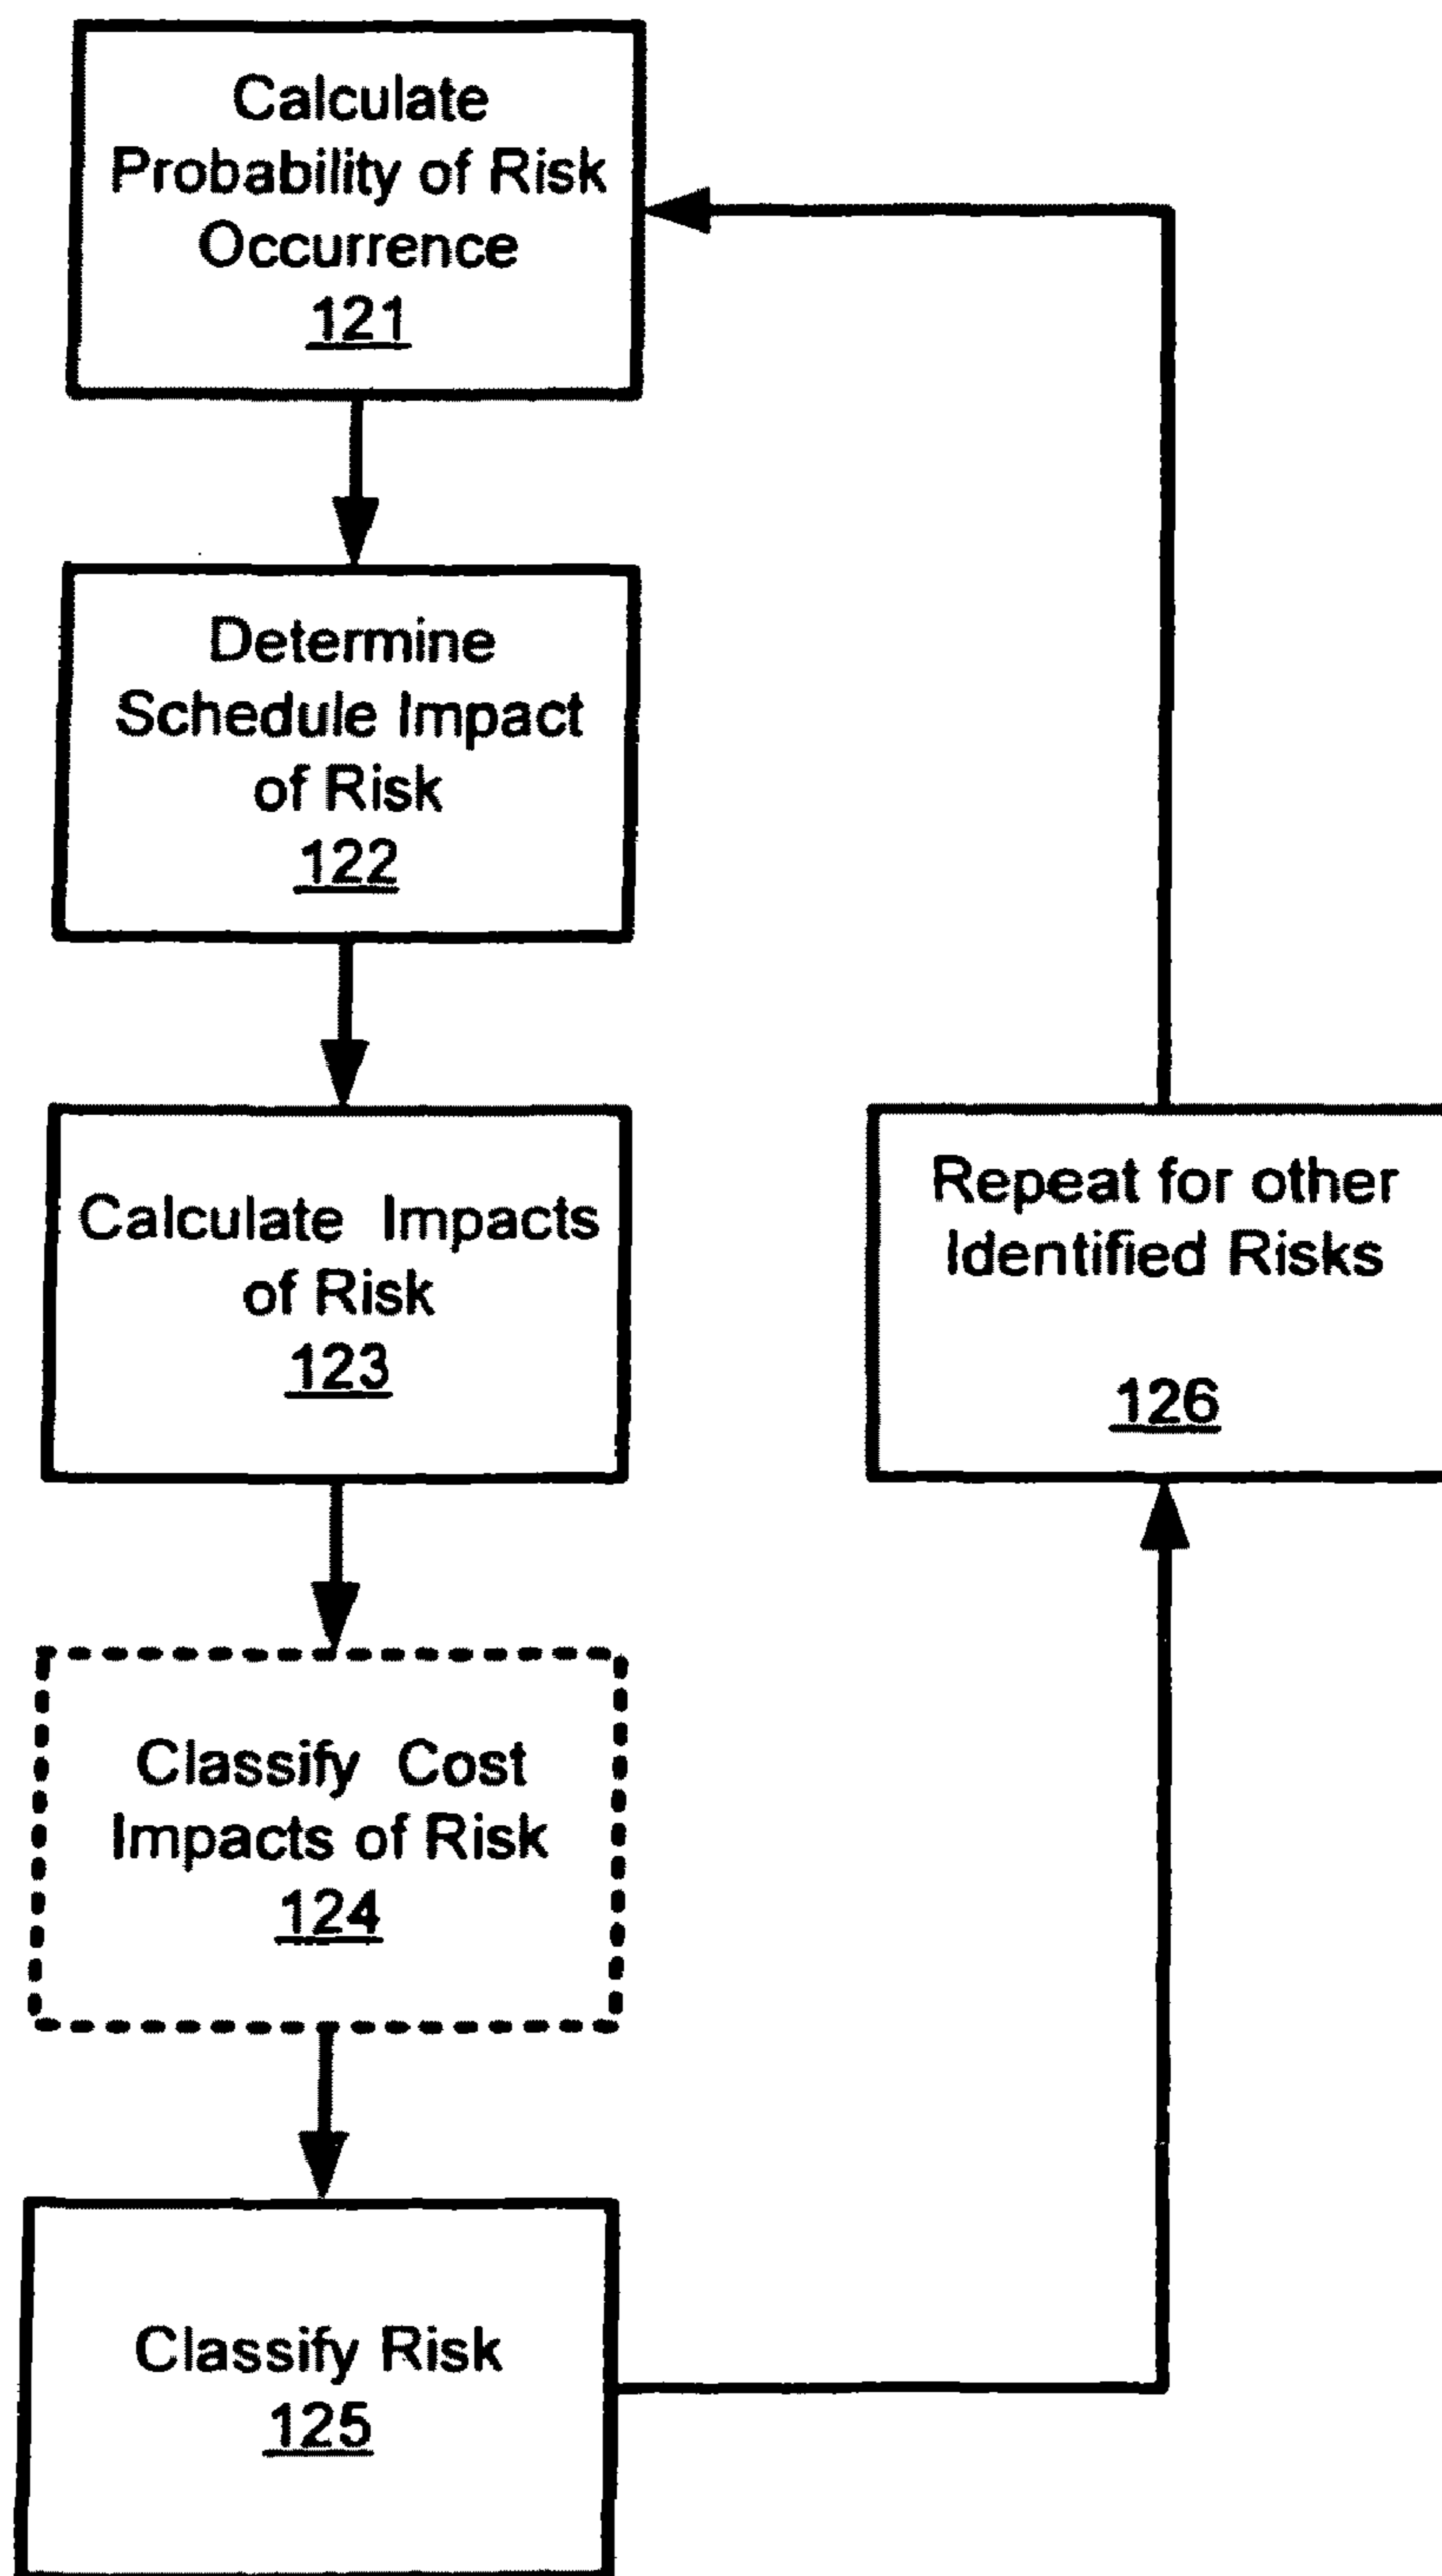 Calculate
Probability of Risk
Occurrence
121
Determine
Schedule Impact
of Risk
122
Calculate Impacts
of Risk
123
Classify Cost
Impacts of Risk
124
Classify Risk
125
Repeat for other
Identified Risks
126